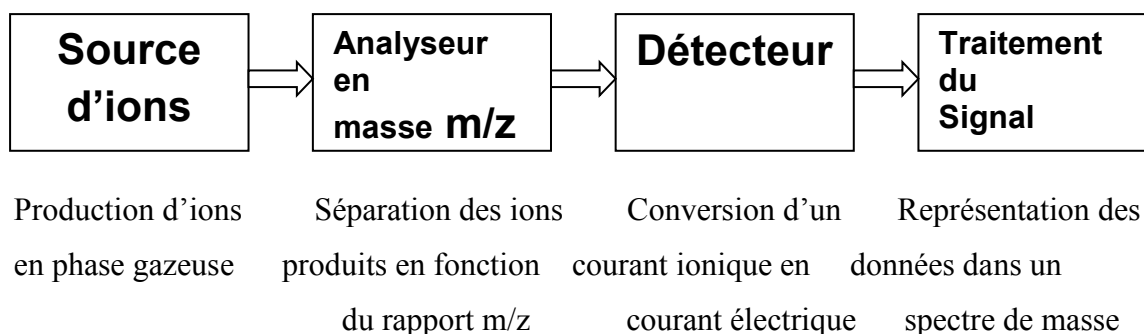 Source
d'ions
Analyseur
en
masse m/z
Détecteur
Traitement
du
Signal
Production d'ions
en phase gazeuse
Séparation des ions
produits en fonction
du rapport m/z
Conversion d'un
courant ionique en
courant électrique
Représentation des
données dans un
spectre de masse